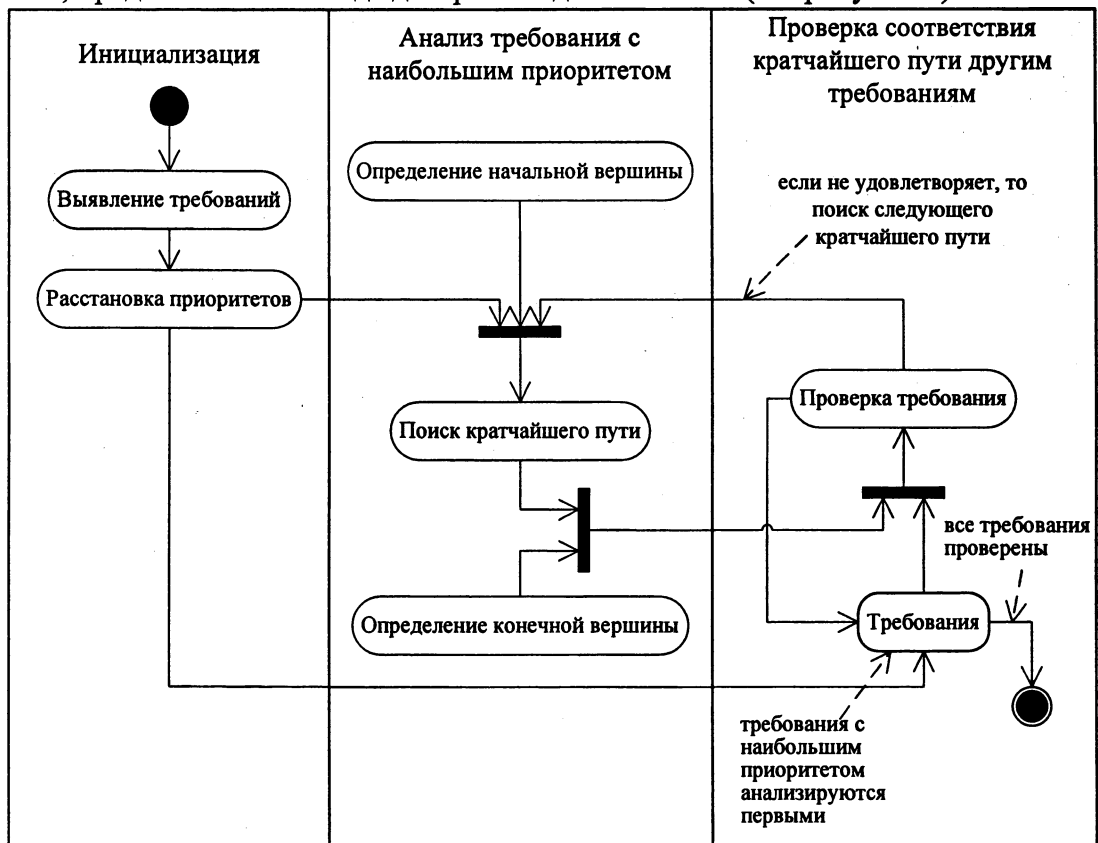 Инициализация
Анализ требования с
наибольшим приоритетом
Проверка соответствия
кратчайшего пути другим
требованиям
Выявление требований
Расстановка приоритетов
Определение начальной вершины
Поиск кратчайшего пути
Определение конечной вершины
если не удовлетворяет, то
поиск следующего
кратчайшего пути
Проверка требования
все требования
проверены
Требования
требования с
наибольшим
приоритетом
анализируются
первыми